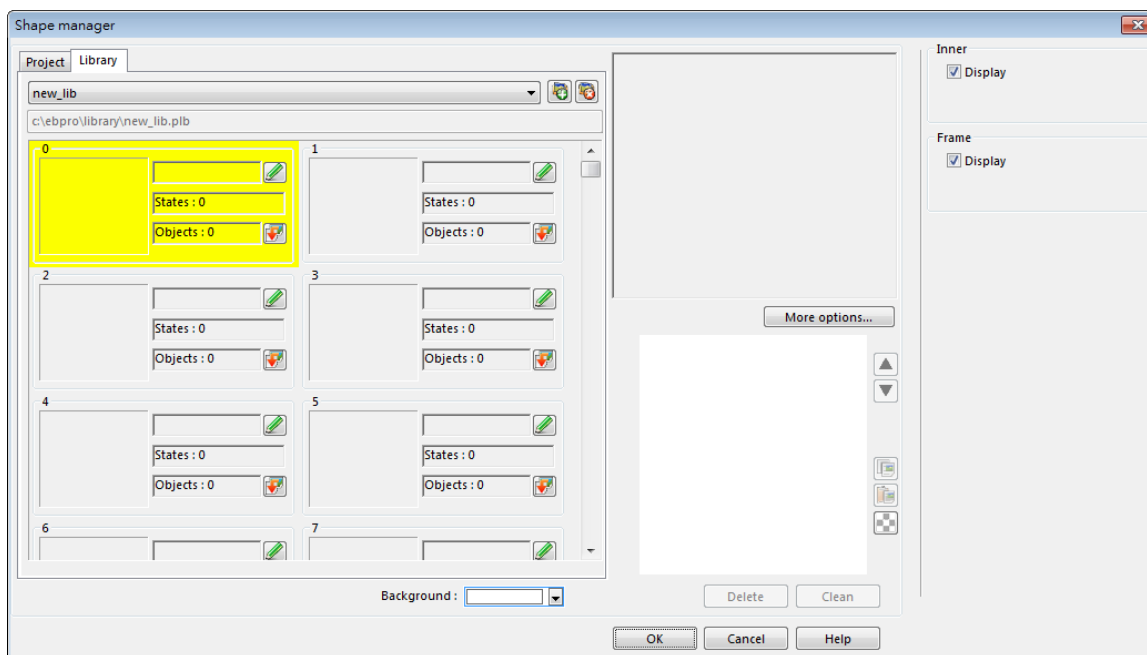 Shape manager
Project
Library
new_lib
c:\ebpro\library\new_lib.plb
0
States : 0
Objects : 0
1
States : 0
Objects : 0
2
States : 0
Objects : 0
3
States : 0
Objects : 0
4
States : 0
Objects : 0
5
States : 0
Objects : 0
6
7
Background :
More options...
Delete
Clean
OK
Cancel
Help
Inner
Display
Frame
Display